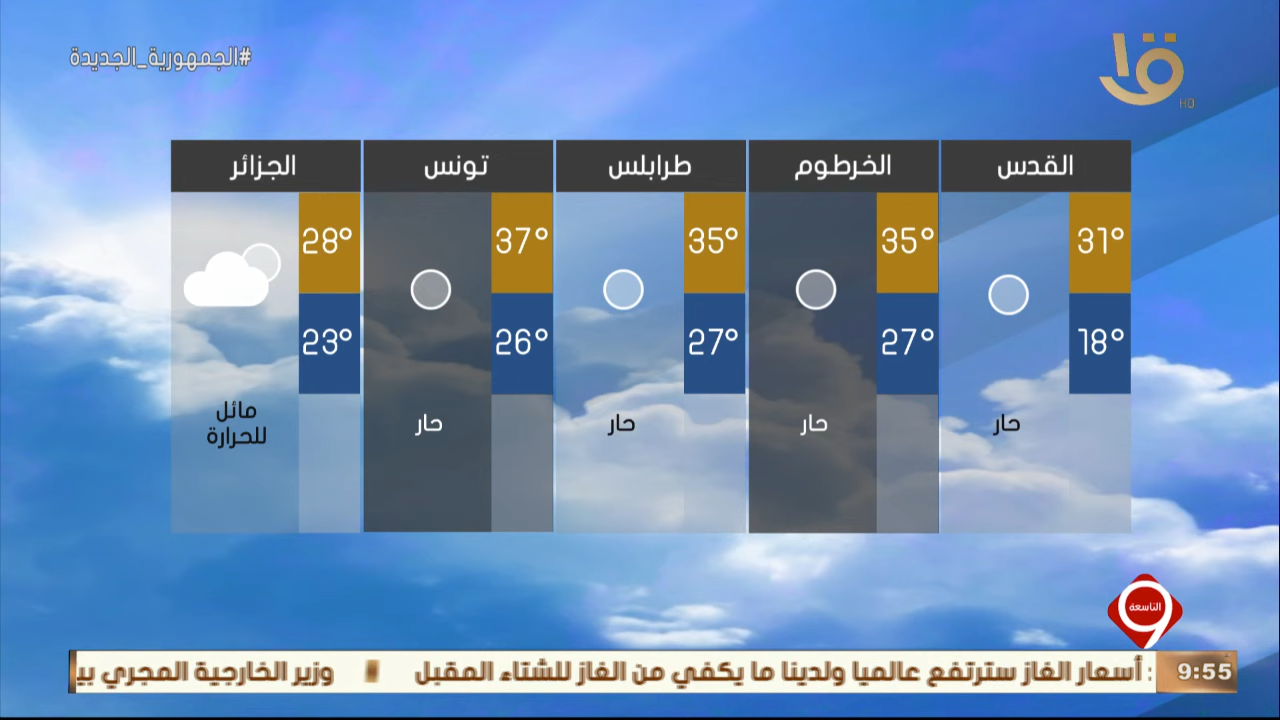 #الجمهورية_الجديدة
HD
القدس
31°
18°
حار
الخرطوم
35°
27°
حار
طرابلس
35°
27°
حار
تونس
37°
26°
حار
الجزائر
28°
23°
مائل
للحرارة
التاسعة
9
9:55
: أسعار الغاز سترتفع عالميا ولدينا ما يكفي من الغاز للشتاء المقبل
وزير الخارجية المجري